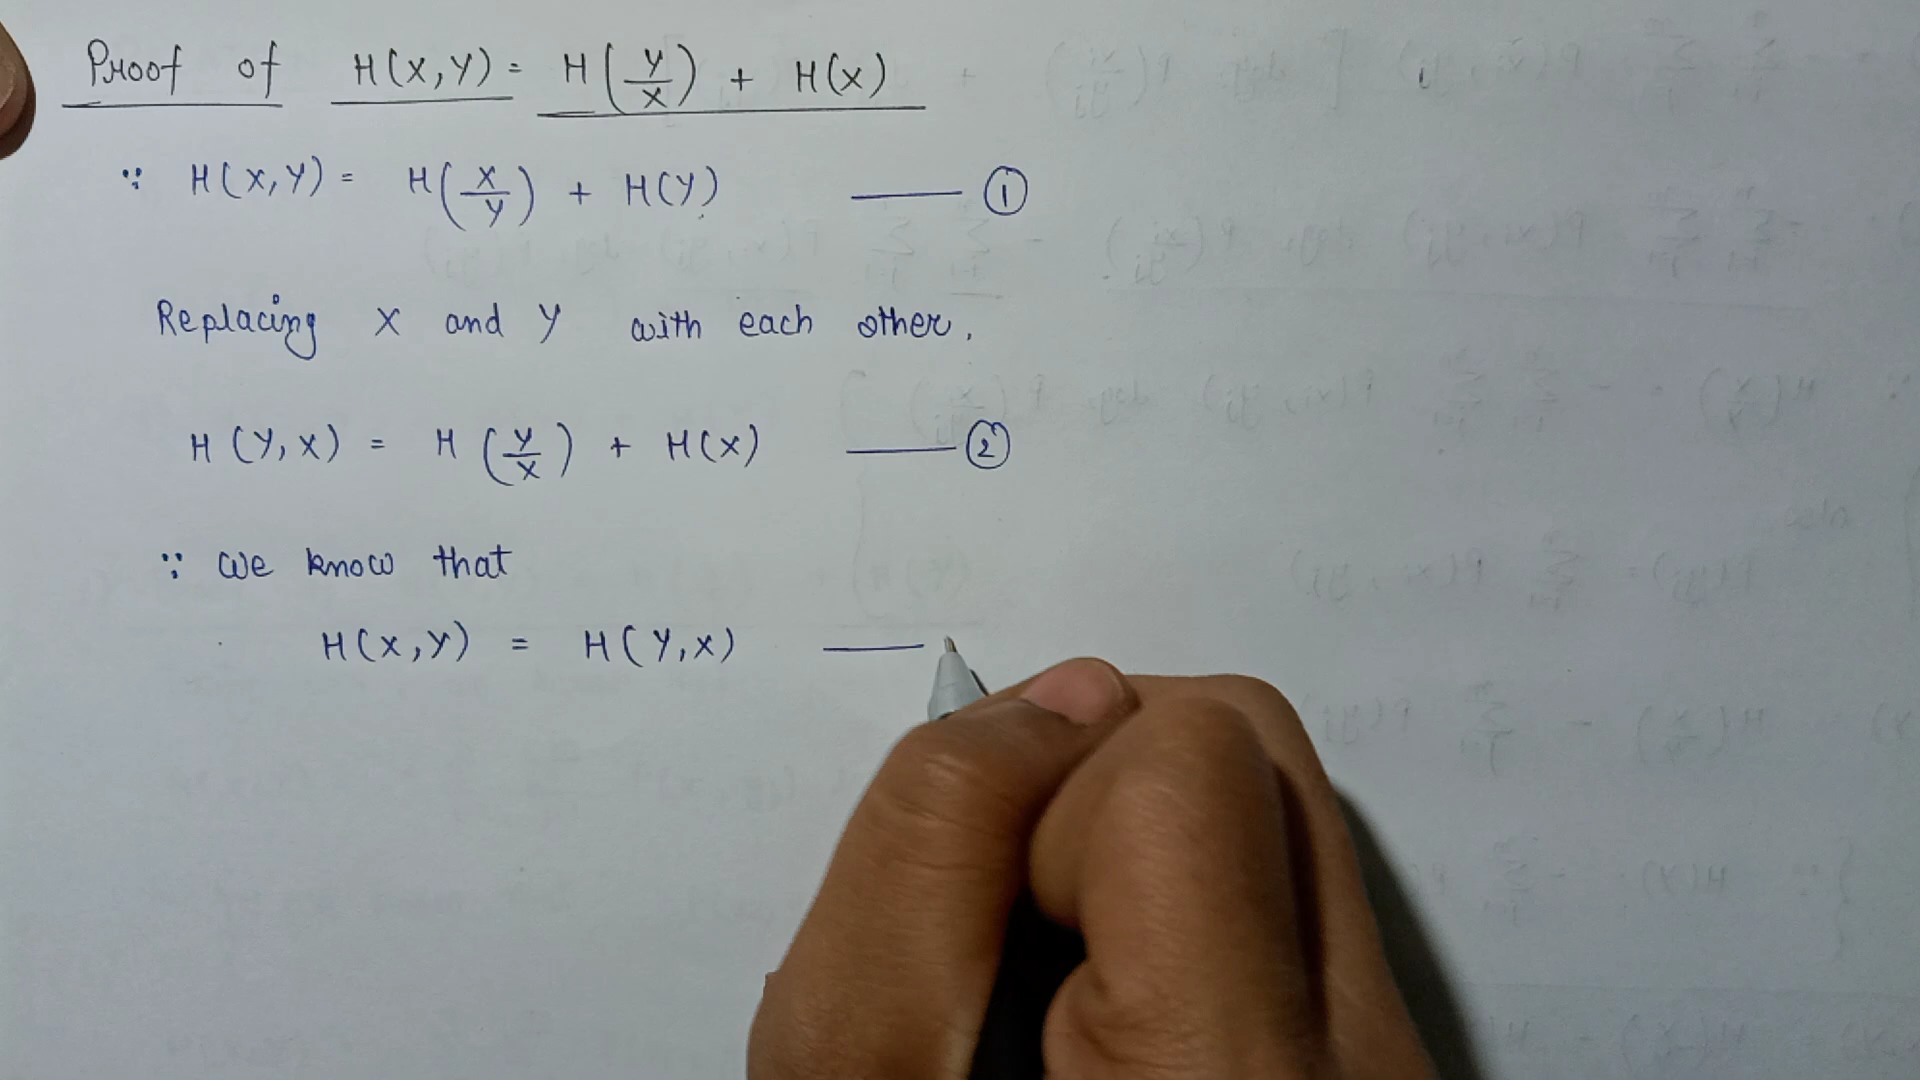 Proof of H(X,Y) = H(Y/X) + H(X)
∵ H(X,Y) = H(X/Y) + H(Y) —— ①
Replacing X and Y with each other,
H(Y,X) = H(Y/X) + H(X) —— ②
∵ We know that
H(X,Y) = H(Y,X) ——